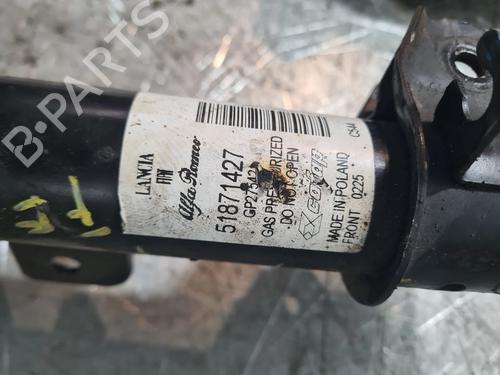 LANCIA
FIAT
Alfa Romeo
51871427
GAS PRESSURIZED
DO NOT OPEN
MADE IN POLAND
FRONT 0225
B-PARTS